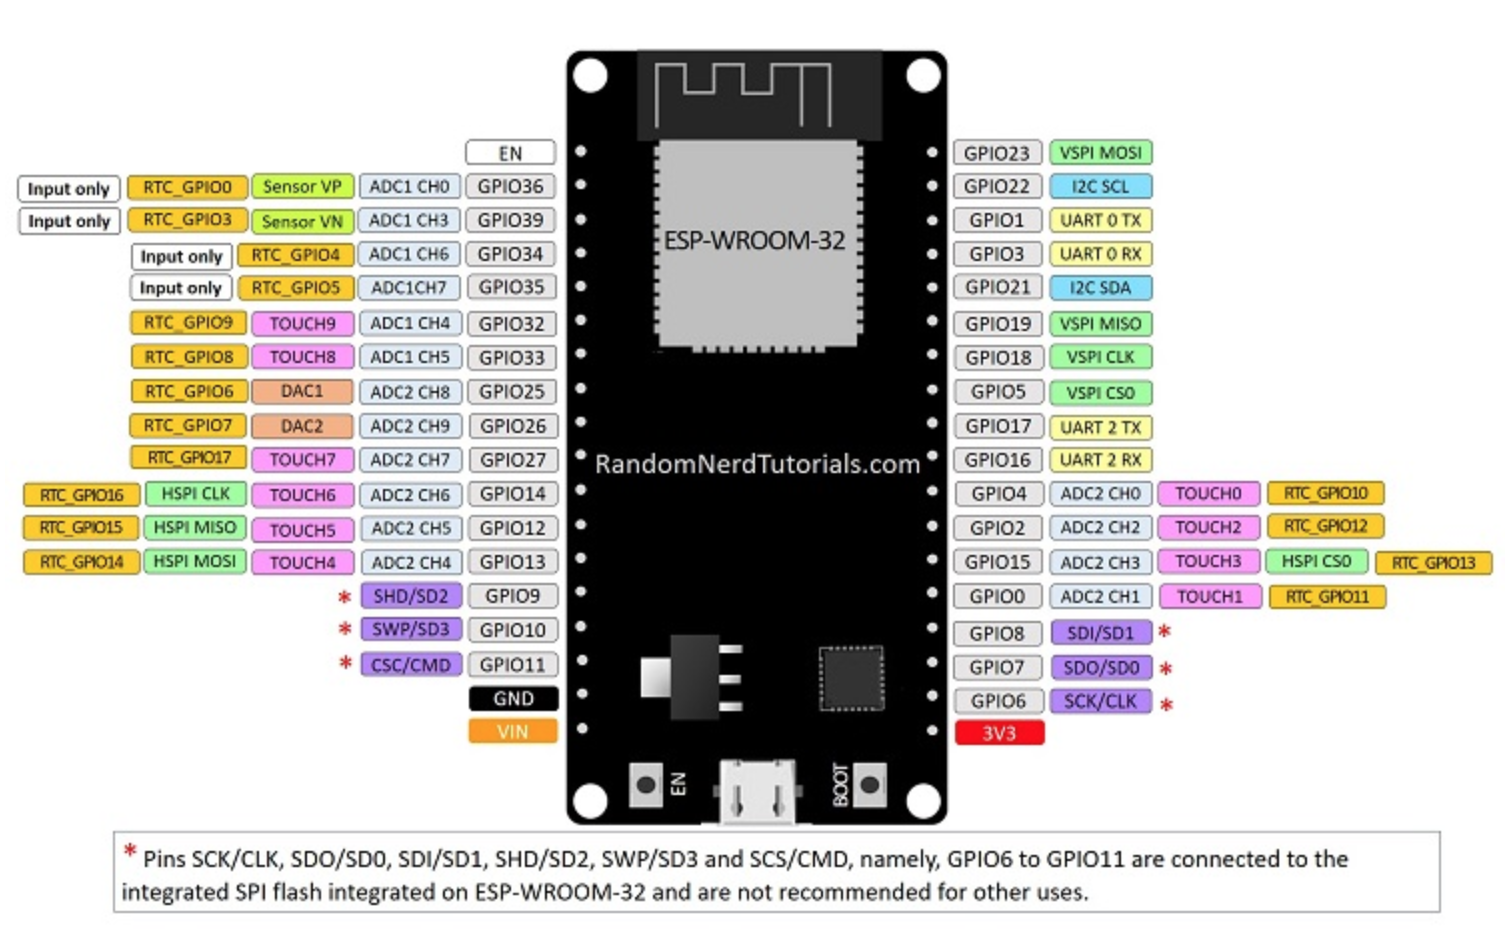 EN GPIO23 VSPI MOSI
Input only RTC_GPIO0 Sensor VP ADC1 CH0 GPIO36 GPIO22 I2C SCL
Input only RTC_GPIO3 Sensor VN ADC1 CH3 GPIO39 GPIO1 UART 0 TX
Input only RTC_GPIO4 ADC1 CH6 GPIO34 ESP-WROOM-32 GPIO3 UART 0 RX
Input only RTC_GPIO5 ADC1CH7 GPIO35 GPIO21 I2C SDA
RTC_GPIO9 TOUCH9 ADC1 CH4 GPIO32 GPIO19 VSPI MISO
RTC_GPIO8 TOUCH8 ADC1 CH5 GPIO33 GPIO18 VSPI CLK
RTC_GPIO6 DAC1 ADC2 CH8 GPIO25 GPIO5 VSPI CS0
RTC_GPIO7 DAC2 ADC2 CH9 GPIO26 GPIO17 UART 2 TX
RTC_GPIO17 TOUCH7 ADC2 CH7 GPIO27 RandomNerdTutorials.com GPIO16 UART 2 RX
RTC_GPIO16 HSPI CLK TOUCH6 ADC2 CH6 GPIO14 GPIO4 ADC2 CH0 TOUCH0 RTC_GPIO10
RTC_GPIO15 HSPI MISO TOUCH5 ADC2 CH5 GPIO12 GPIO2 ADC2 CH2 TOUCH2 RTC_GPIO12
RTC_GPIO14 HSPI MOSI TOUCH4 ADC2 CH4 GPIO13 GPIO15 ADC2 CH3 TOUCH3 HSPI CS0 RTC_GPIO13
* SHD/SD2 GPIO9 GPIO0 ADC2 CH1 TOUCH1 RTC_GPIO11
* SWP/SD3 GPIO10 GPIO8 SDI/SD1 *
* CSC/CMD GPIO11 GPIO7 SDO/SD0 *
GND GPIO6 SCK/CLK *
VIN 3V3
EN BOOT
* Pins SCK/CLK, SDO/SD0, SDI/SD1, SHD/SD2, SWP/SD3 and SCS/CMD, namely, GPIO6 to GPIO11 are connected to the
integrated SPI flash integrated on ESP-WROOM-32 and are not recommended for other uses.